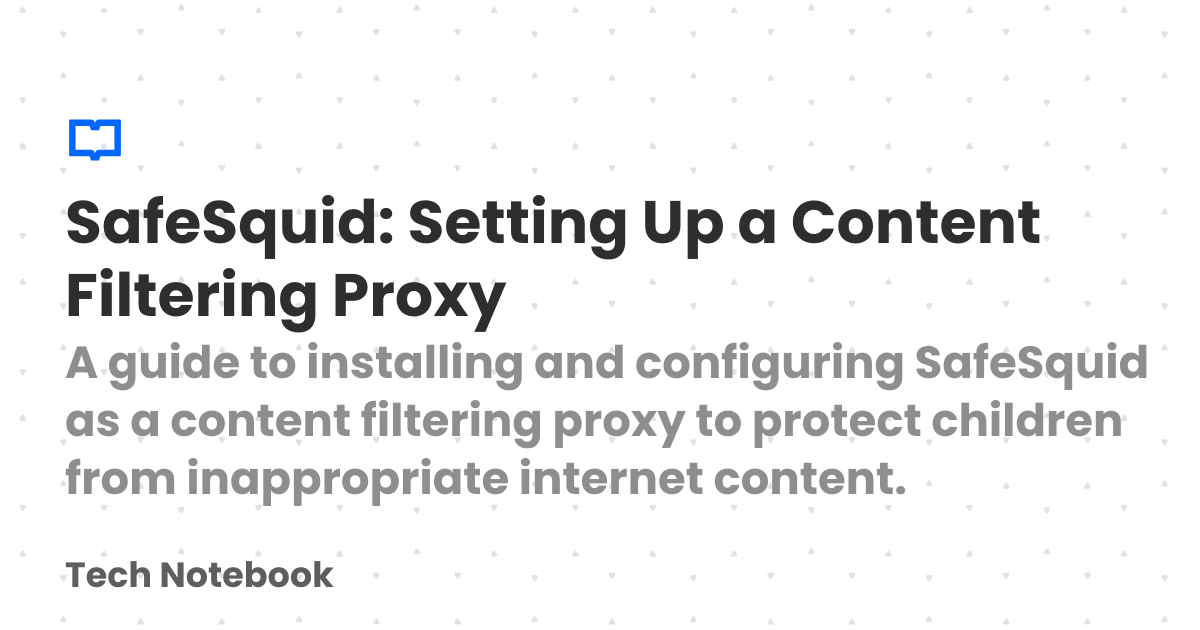 SafeSquid: Setting Up a Content
Filtering Proxy
A guide to installing and configuring SafeSquid
as a content filtering proxy to protect children
from inappropriate internet content.
Tech Notebook